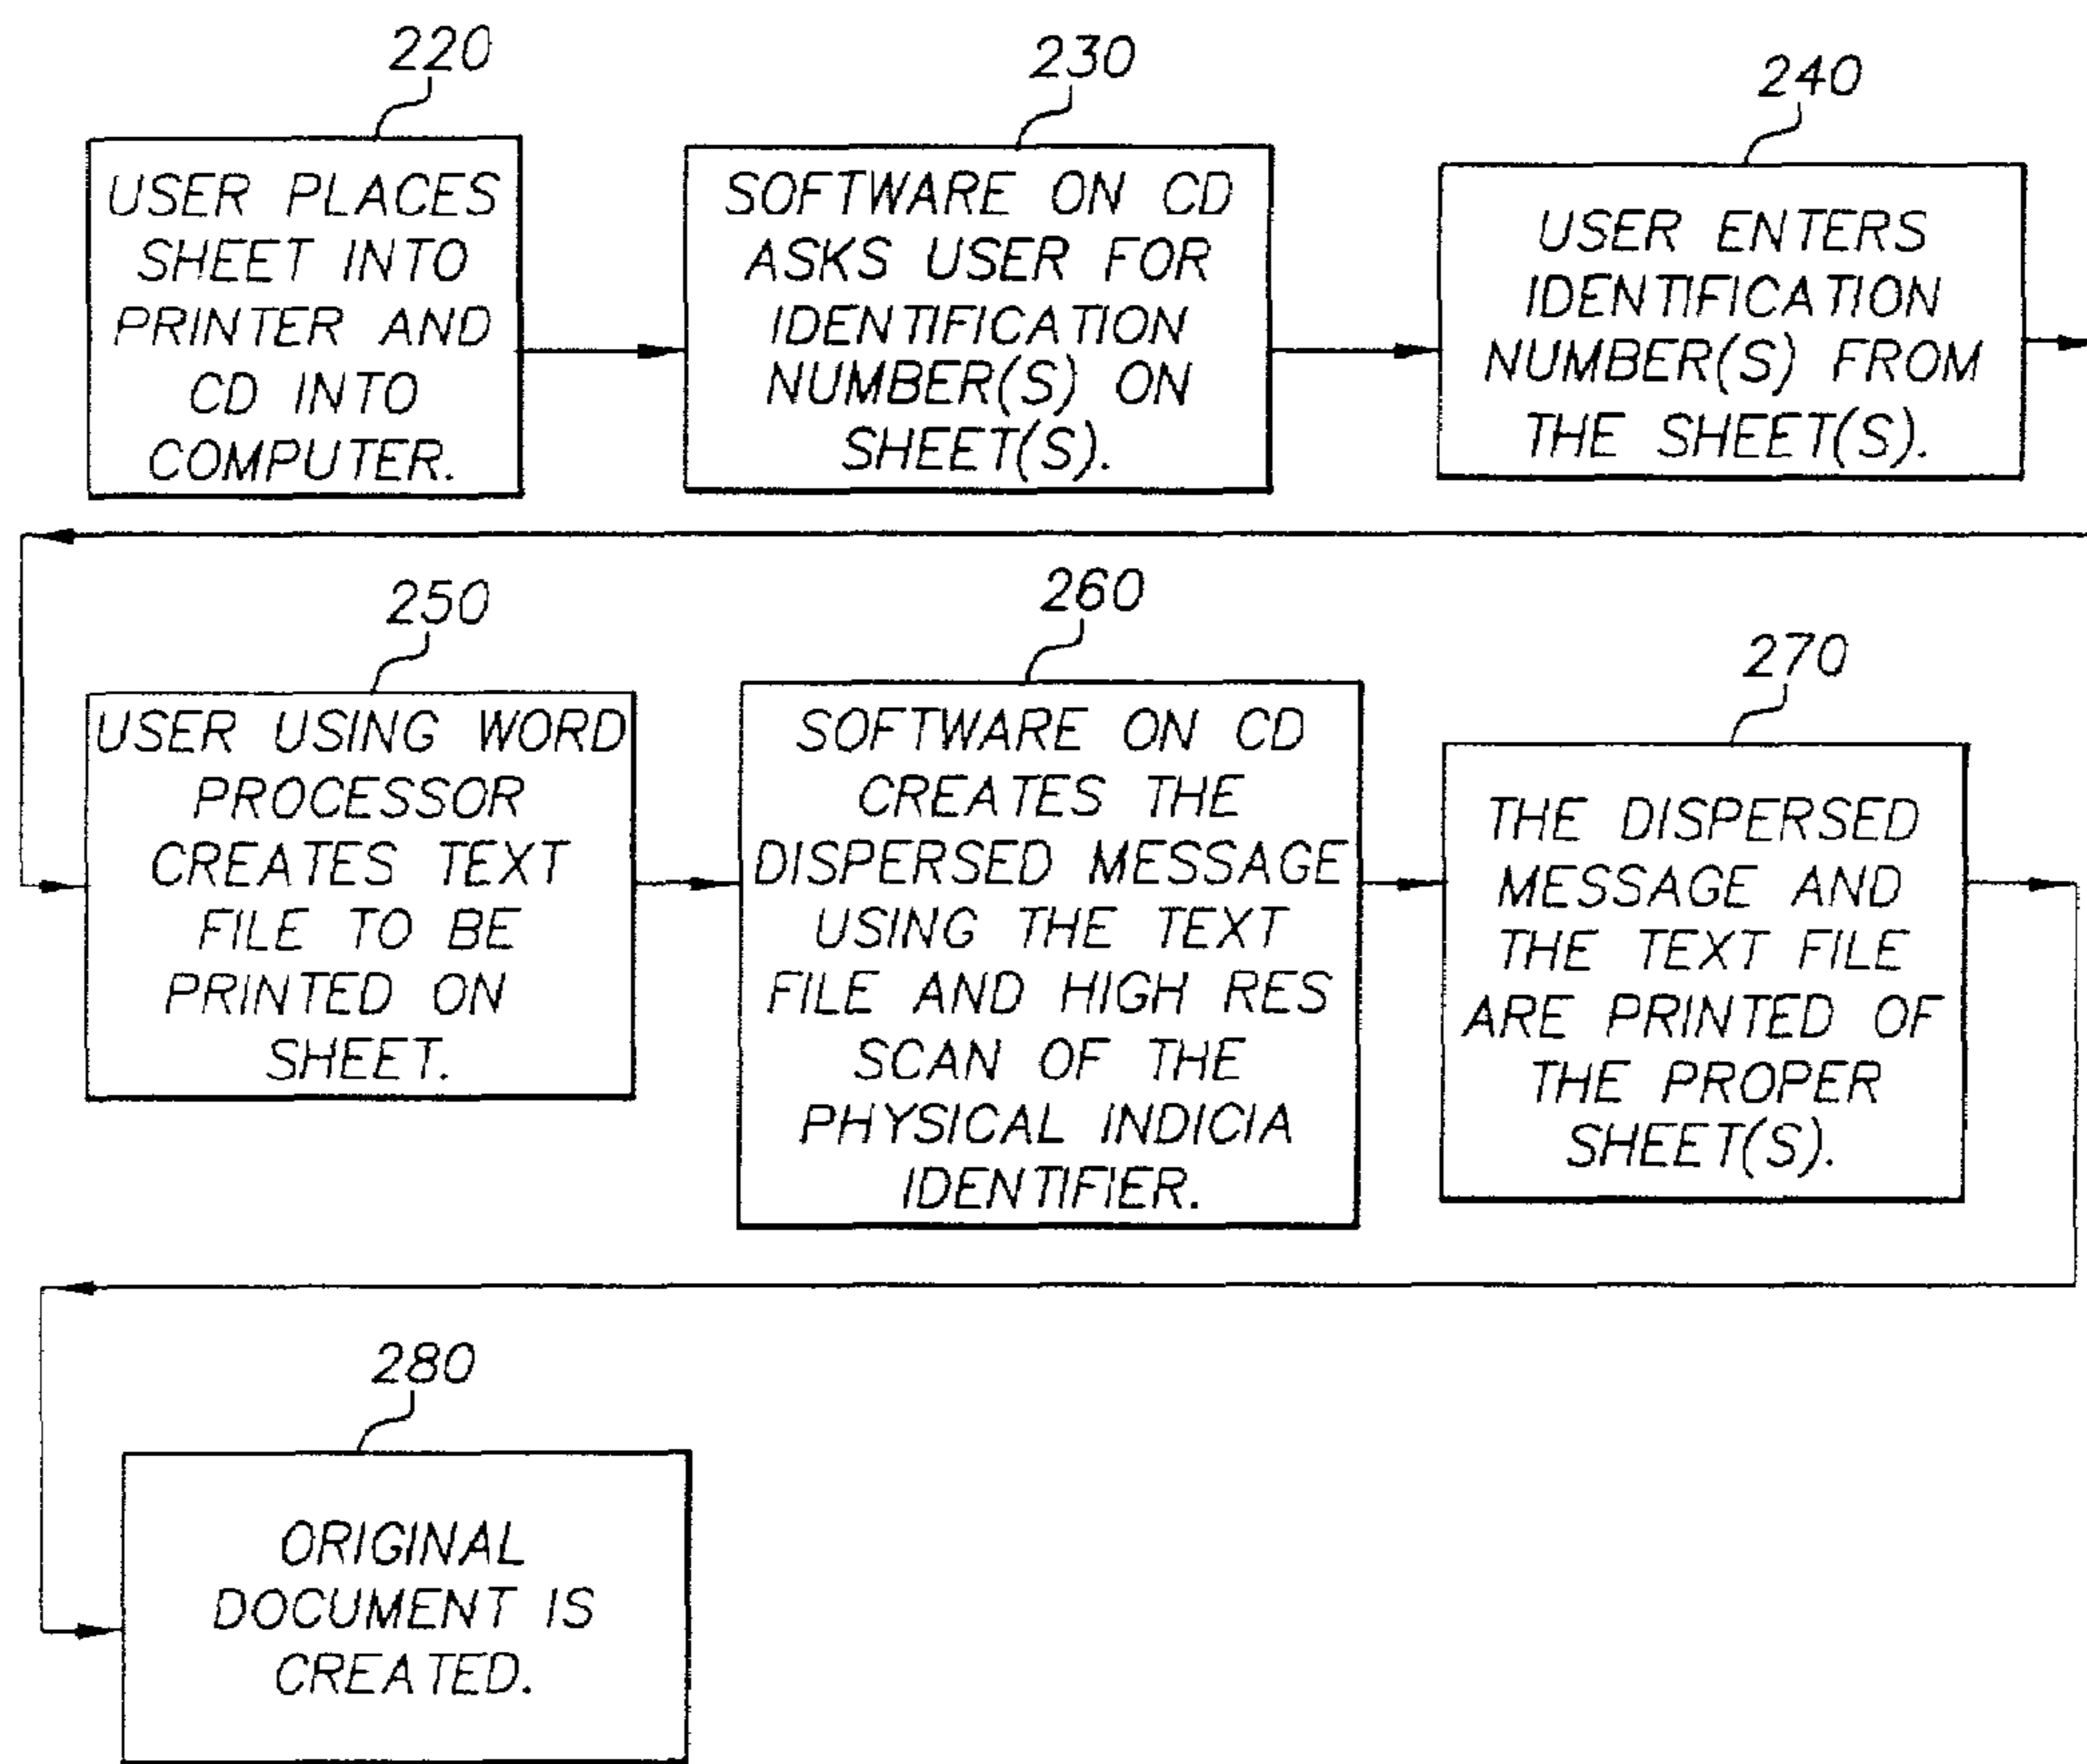 220
USER PLACES
SHEET INTO
PRINTER AND
CD INTO
COMPUTER.
230
SOFTWARE ON CD
ASKS USER FOR
IDENTIFICATION
NUMBER(S) ON
SHEET(S).
240
USER ENTERS
IDENTIFICATION
NUMBER(S) FROM
THE SHEET(S).
250
USER USING WORD
PROCESSOR
CREATES TEXT
FILE TO BE
PRINTED ON
SHEET.
260
SOFTWARE ON CD
CREATES THE
DISPERSED MESSAGE
USING THE TEXT
FILE AND HIGH RES
SCAN OF THE
PHYSICAL INDICIA
IDENTIFIER.
270
THE DISPERSED
MESSAGE AND
THE TEXT FILE
ARE PRINTED OF
THE PROPER
SHEET(S).
280
ORIGINAL
DOCUMENT IS
CREATED.